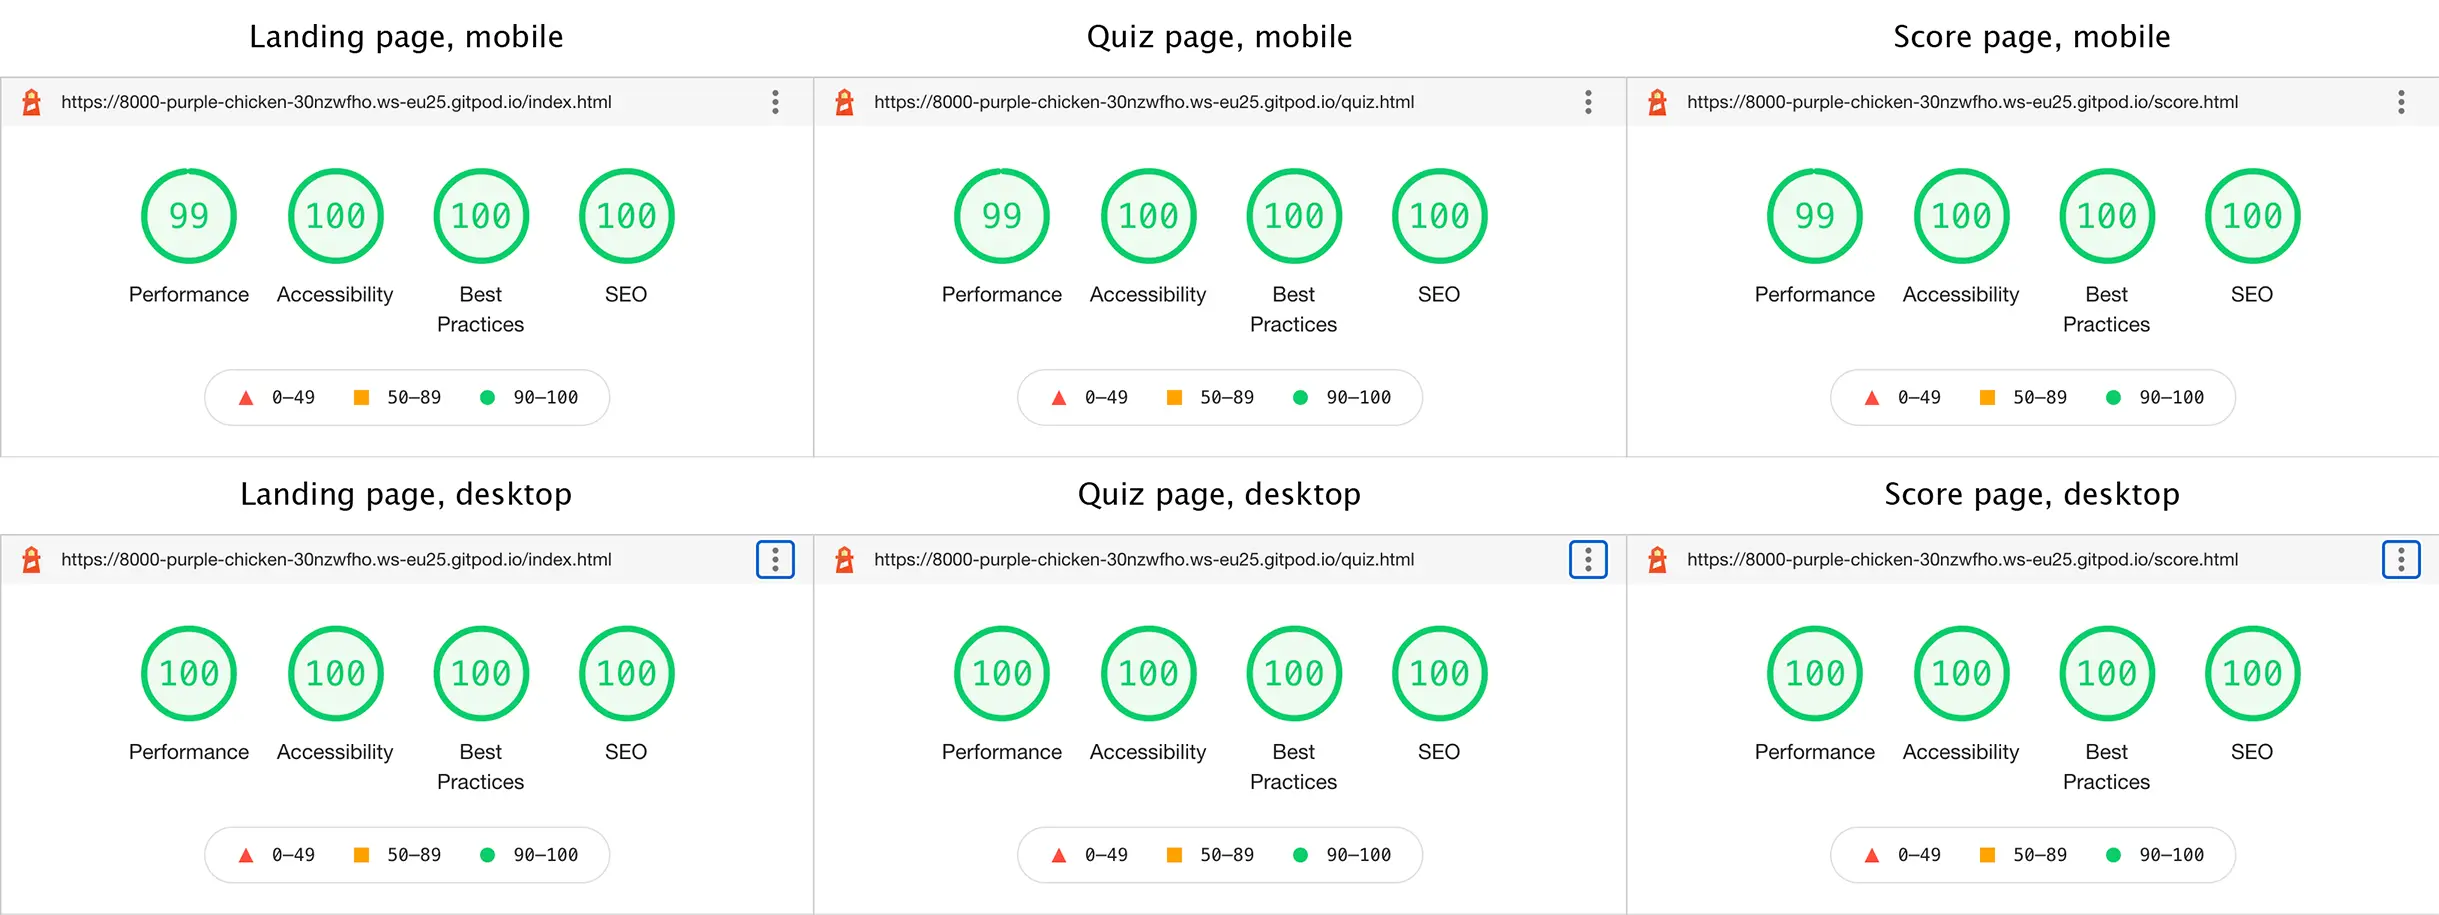 Landing page, mobile
Quiz page, mobile
Score page, mobile
https://8000-purple-chicken-30nzwfho.ws-eu25.gitpod.io/index.html
https://8000-purple-chicken-30nzwfho.ws-eu25.gitpod.io/quiz.html
https://8000-purple-chicken-30nzwfho.ws-eu25.gitpod.io/score.html
99 100 100 100
99 100 100 100
99 100 100 100
Performance Accessibility Best SEO
Practices
Performance Accessibility Best SEO
Practices
Performance Accessibility Best SEO
Practices
0–49 50–89 90–100
0–49 50–89 90–100
0–49 50–89 90–100
Landing page, desktop
Quiz page, desktop
Score page, desktop
https://8000-purple-chicken-30nzwfho.ws-eu25.gitpod.io/index.html
https://8000-purple-chicken-30nzwfho.ws-eu25.gitpod.io/quiz.html
https://8000-purple-chicken-30nzwfho.ws-eu25.gitpod.io/score.html
100 100 100 100
100 100 100 100
100 100 100 100
Performance Accessibility Best SEO
Practices
Performance Accessibility Best SEO
Practices
Performance Accessibility Best SEO
Practices
0–49 50–89 90–100
0–49 50–89 90–100
0–49 50–89 90–100